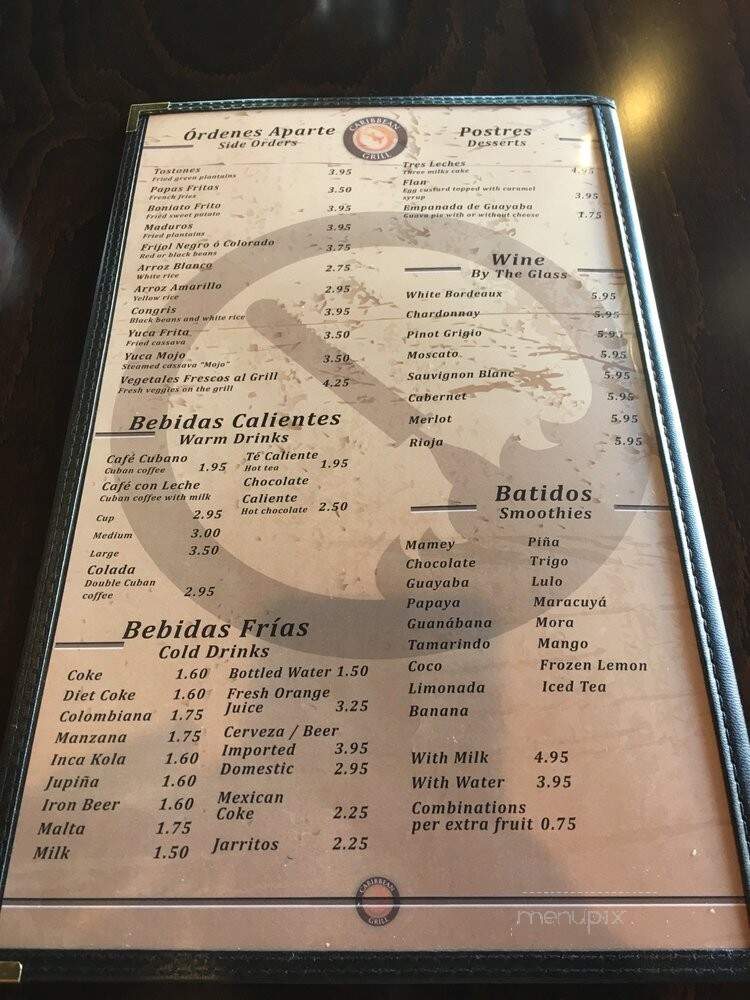 Órdenes Aparte
Side Orders
CARIBBEAN GRILL
Tostones 3.95
Fried green plantains
Papas Fritas 3.50
French fries
Boniato Frito 3.95
Fried sweet potato
Maduros 3.95
Fried plantains
Frijol Negro ó Colorado 3.75
Red or black beans
Arroz Blanco 2.75
White rice
Arroz Amarillo 2.95
Yellow rice
Congris 3.95
Black beans and white rice
Yuca Frita 3.50
Fried cassava
Yuca Mojo 3.50
Steamed cassava "Mojo"
Vegetales Frescos al Grill 4.25
Fresh veggies on the grill
Bebidas Calientes
Warm Drinks
Café Cubano
Cuban coffee 1.95
Café con Leche
Cuban coffee with milk
Cup 2.95
Medium 3.00
Large 3.50
Colada
Double Cuban
coffee 2.95
Té Caliente
Hot tea 1.95
Chocolate
Caliente
Hot chocolate 2.50
Bebidas Frías
Cold Drinks
Coke 1.60
Diet Coke 1.60
Colombiana 1.75
Manzana 1.75
Inca Kola 1.60
Jupiña 1.60
Iron Beer 1.60
Malta 1.75
Milk 1.50
Bottled Water 1.50
Fresh Orange
Juice 3.25
Cerveza / Beer
Imported 3.95
Domestic 2.95
Mexican
Coke 2.25
Jarritos 2.25
Postres
Desserts
Tres Leches 4.95
Three milks cake
Flan
Egg custard topped with caramel
syrup 3.95
Empanada de Guayaba 1.75
Guava pie with or without cheese
Wine
By The Glass
White Bordeaux 5.95
Chardonnay 5.95
Pinot Grigio 5.95
Moscato 5.95
Sauvignon Blanc 5.95
Cabernet 5.95
Merlot 5.95
Rioja 5.95
Batidos
Smoothies
Mamey Piña
Chocolate Trigo
Guayaba Lulo
Papaya Maracuyá
Guanábana Mora
Tamarindo Mango
Coco Frozen Lemon
Limonada Iced Tea
Banana
With Milk 4.95
With Water 3.95
Combinations
per extra fruit 0.75
CARIBBEAN GRILL
menupix